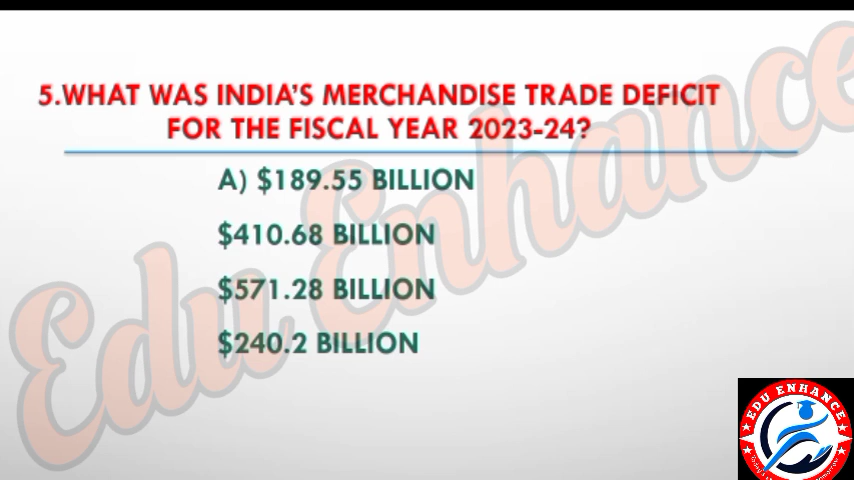 5.WHAT WAS INDIA'S MERCHANDISE TRADE DEFICIT
FOR THE FISCAL YEAR 2023-24?
A) $189.55 BILLION
$410.68 BILLION
$571.28 BILLION
$240.2 BILLION
Edu Enhance
EDU ENHANCE